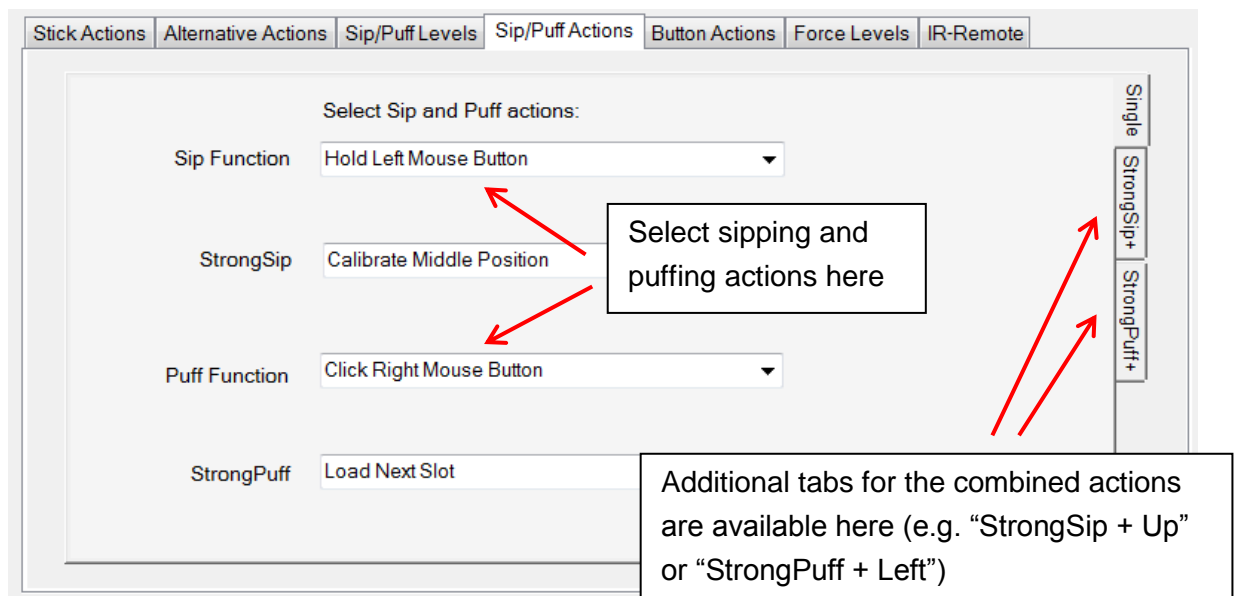 Stick Actions Alternative Actions Sip/Puff Levels Sip/Puff Actions Button Actions Force Levels IR-Remote
Select Sip and Puff actions:
Sip Function Hold Left Mouse Button
StrongSip Calibrate Middle Position
Puff Function Click Right Mouse Button
StrongPuff Load Next Slot
Single
StrongSip+
StrongPuff+
Select sipping and
puffing actions here
Additional tabs for the combined actions
are available here (e.g. “StrongSip + Up”
or “StrongPuff + Left”)